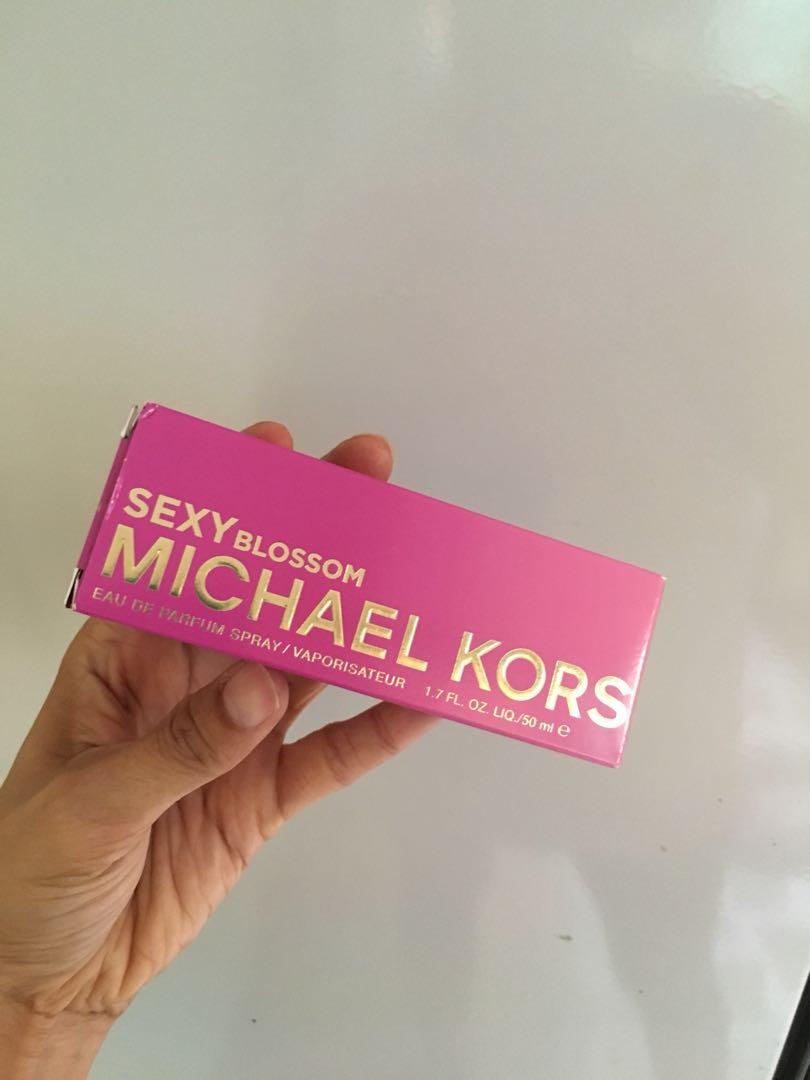 SEXY BLOSSOM
MICHAEL KORS
EAU DE PARFUM SPRAY / VAPORISATEUR 1.7 FL. OZ. LIQ./50 ml ℮